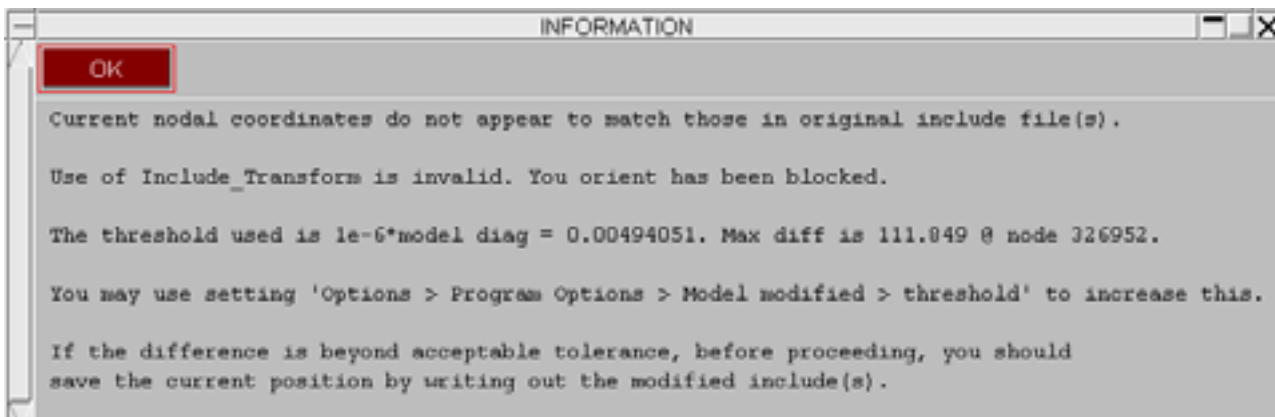 INFORMATION
OK
Current nodal coordinates do not appear to match those in original include file(s).
Use of Include_Transform is invalid. You orient has been blocked.
The threshold used is 1e-6*model diag = 0.00494051. Max diff is 111.849 @ node 326952.
You may use setting 'Options > Program Options > Model modified > threshold' to increase this.
If the difference is beyond acceptable tolerance, before proceeding, you should
save the current position by writing out the modified include(s).